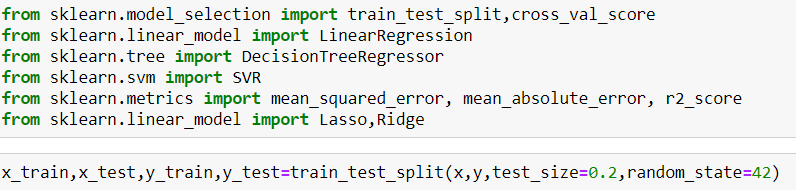 from sklearn.model_selection import train_test_split,cross_val_score
from sklearn.linear_model import LinearRegression
from sklearn.tree import DecisionTreeRegressor
from sklearn.svm import SVR
from sklearn.metrics import mean_squared_error, mean_absolute_error, r2_score
from sklearn.linear_model import Lasso,Ridge
x_train,x_test,y_train,y_test=train_test_split(x,y,test_size=0.2,random_state=42)